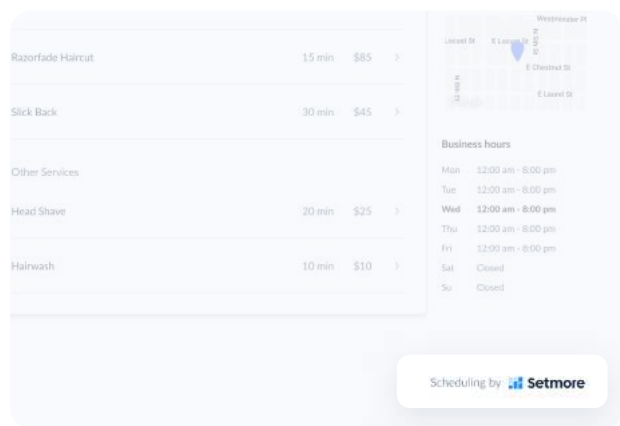 Razorfade Haircut 15 min $85
Slick Back 30 min $45
Other Services
Head Shave 20 min $25
Hairwash 10 min $10
Westminster Pl
Locust St E Locust St
N 5th St
E Chestnut St
E Laurel St
Business hours
Mon 12:00 am - 8:00 pm
Tue 12:00 am - 8:00 pm
Wed 12:00 am - 8:00 pm
Thu 12:00 am - 8:00 pm
Fri 12:00 am - 8:00 pm
Sat Closed
Su Closed
Scheduling by Setmore